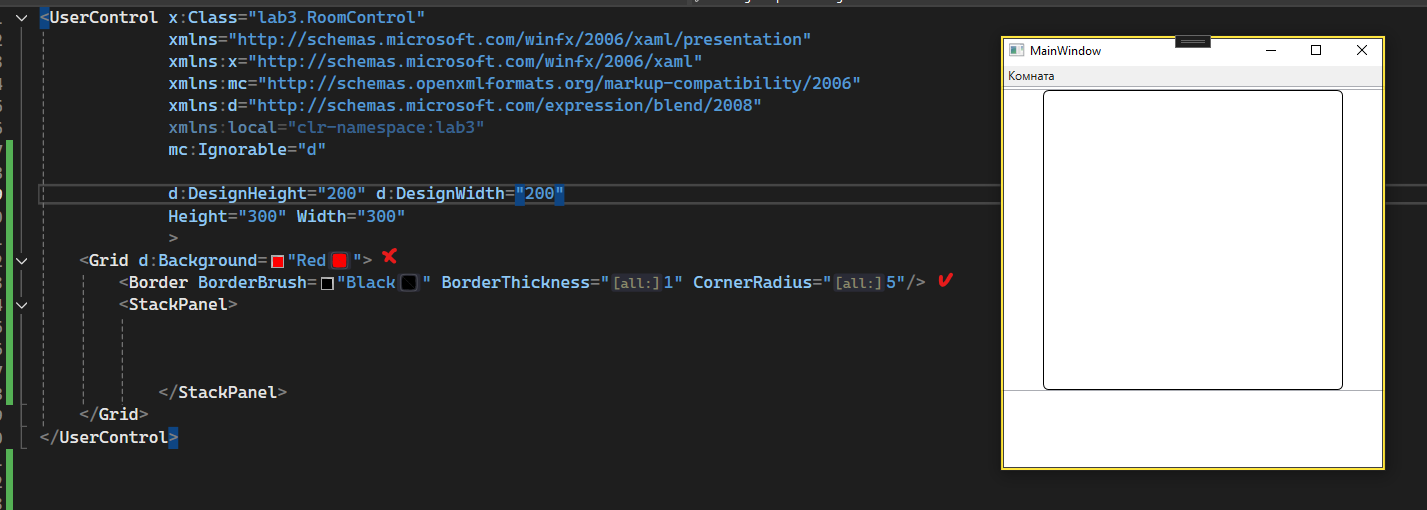 <UserControl x:Class="lab3.RoomControl"
xmlns="http://schemas.microsoft.com/winfx/2006/xaml/presentation"
xmlns:x="http://schemas.microsoft.com/winfx/2006/xaml"
xmlns:mc="http://schemas.openxmlformats.org/markup-compatibility/2006"
xmlns:d="http://schemas.microsoft.com/expression/blend/2008"
xmlns:local="clr-namespace:lab3"
mc:Ignorable="d"
d:DesignHeight="200" d:DesignWidth="200"
Height="300" Width="300"
>
<Grid d:Background="Red">
<Border BorderBrush="Black" BorderThickness="[all:]1" CornerRadius="[all:]5"/>
<StackPanel>
</StackPanel>
</Grid>
</UserControl>
MainWindow
Комната